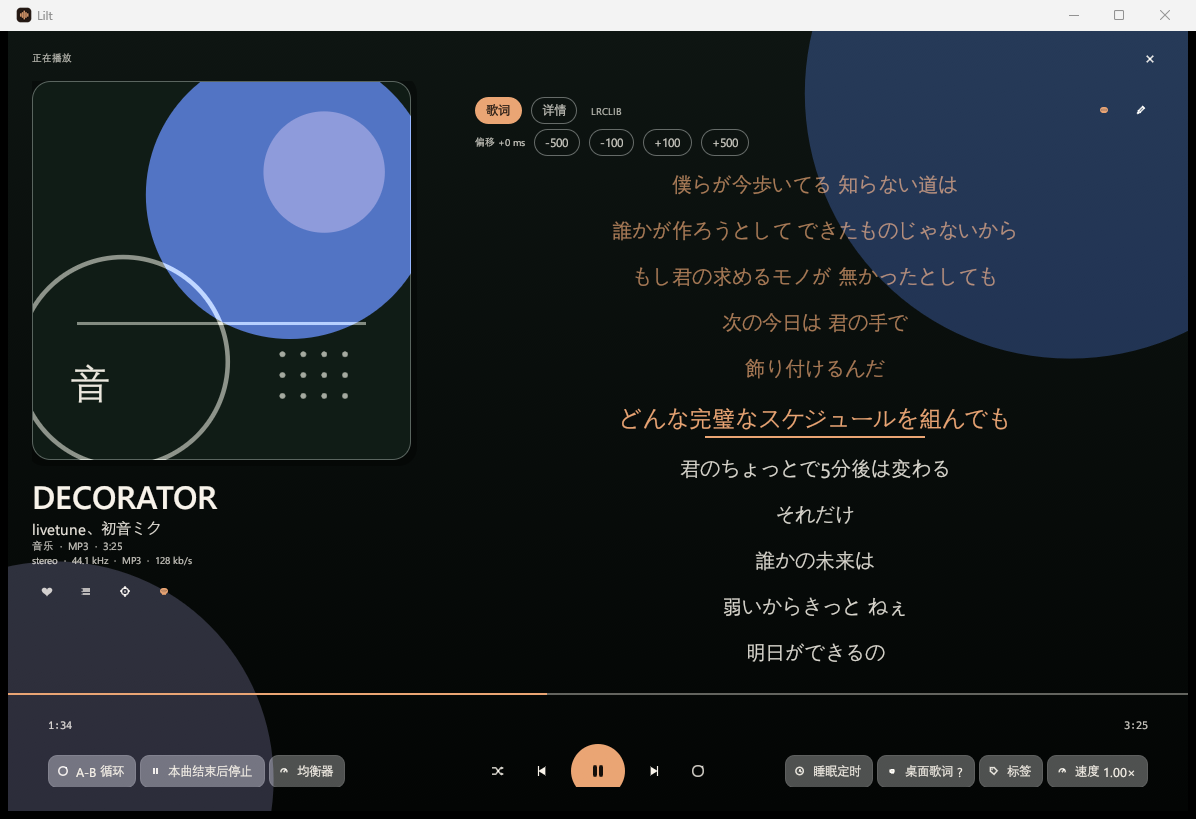 Lilt
正在播放
音
DECORATOR
livetune、初音ミク
音乐 · MP3 · 3:25
stereo · 44.1 kHz · MP3 · 128 kb/s
歌词 详情 LRCLIB
偏移 +0 ms -500 -100 +100 +500
僕らが今歩いてる 知らない道は
誰かが作ろうとして できたものじゃないから
もし君の求めるモノが 無かったとしても
次の今日は 君の手で
飾り付けるんだ
どんな完璧なスケジュールを組んでも
君のちょっとで5分後は変わる
それだけ
誰かの未来は
弱いからきっと ねぇ
明日ができるの
1:34 3:25
A-B 循环 本曲结束后停止 均衡器 睡眠定时 桌面歌词 ? 标签 速度 1.00×